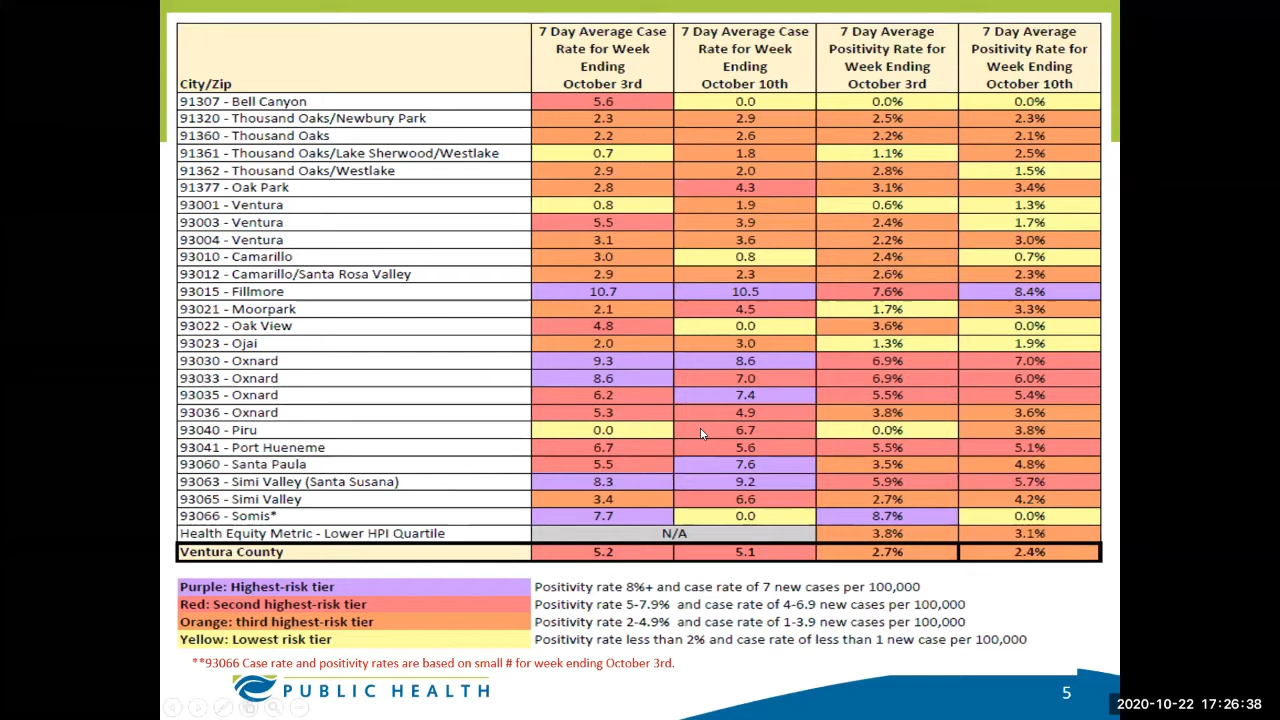 City/Zip 7 Day Average Case Rate for Week Ending October 3rd 7 Day Average Case Rate for Week Ending October 10th 7 Day Average Positivity Rate for Week Ending October 3rd 7 Day Average Positivity Rate for Week Ending October 10th
91307 - Bell Canyon 5.6 0.0 0.0% 0.0%
91320 - Thousand Oaks/Newbury Park 2.3 2.9 2.5% 2.3%
91360 - Thousand Oaks 2.2 2.6 2.2% 2.1%
91361 - Thousand Oaks/Lake Sherwood/Westlake 0.7 1.8 1.1% 2.5%
91362 - Thousand Oaks/Westlake 2.9 2.0 2.8% 1.5%
91377 - Oak Park 2.8 4.3 3.1% 3.4%
93001 - Ventura 0.8 1.9 0.6% 1.3%
93003 - Ventura 5.5 3.9 2.4% 1.7%
93004 - Ventura 3.1 3.6 2.2% 3.0%
93010 - Camarillo 3.0 0.8 2.4% 0.7%
93012 - Camarillo/Santa Rosa Valley 2.9 2.3 2.6% 2.3%
93015 - Fillmore 10.7 10.5 7.6% 8.4%
93021 - Moorpark 2.1 4.5 1.7% 3.3%
93022 - Oak View 4.8 0.0 3.6% 0.0%
93023 - Ojai 2.0 3.0 1.3% 1.9%
93030 - Oxnard 9.3 8.6 6.9% 7.0%
93033 - Oxnard 8.6 7.0 6.9% 6.0%
93035 - Oxnard 6.2 7.4 5.5% 5.4%
93036 - Oxnard 5.3 4.9 3.8% 3.6%
93040 - Piru 0.0 6.7 0.0% 3.8%
93041 - Port Hueneme 6.7 5.6 5.5% 5.1%
93060 - Santa Paula 5.5 7.6 3.5% 4.8%
93063 - Simi Valley (Santa Susana) 8.3 9.2 5.9% 5.7%
93065 - Simi Valley 3.4 6.6 2.7% 4.2%
93066 - Somis* 7.7 0.0 8.7% 0.0%
Health Equity Metric - Lower HPI Quartile N/A 3.8% 3.1%
Ventura County 5.2 5.1 2.7% 2.4%
Purple: Highest-risk tier Positivity rate 8%+ and case rate of 7 new cases per 100,000
Red: Second highest-risk tier Positivity rate 5-7.9% and case rate of 4-6.9 new cases per 100,000
Orange: third highest-risk tier Positivity rate 2-4.9% and case rate of 1-3.9 new cases per 100,000
Yellow: Lowest risk tier Positivity rate less than 2% and case rate of less than 1 new case per 100,000
**93066 Case rate and positivity rates are based on small # for week ending October 3rd.
PUBLIC HEALTH
5
2020-10-22 17:26:38